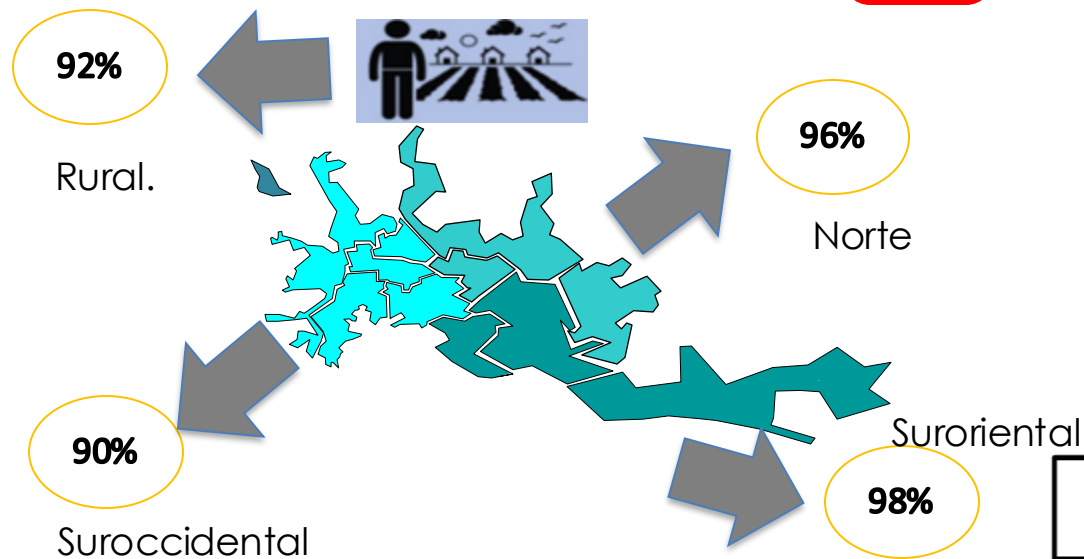 92%
Rural.
96%
Norte
90%
Suroccidental
Suroriental
98%